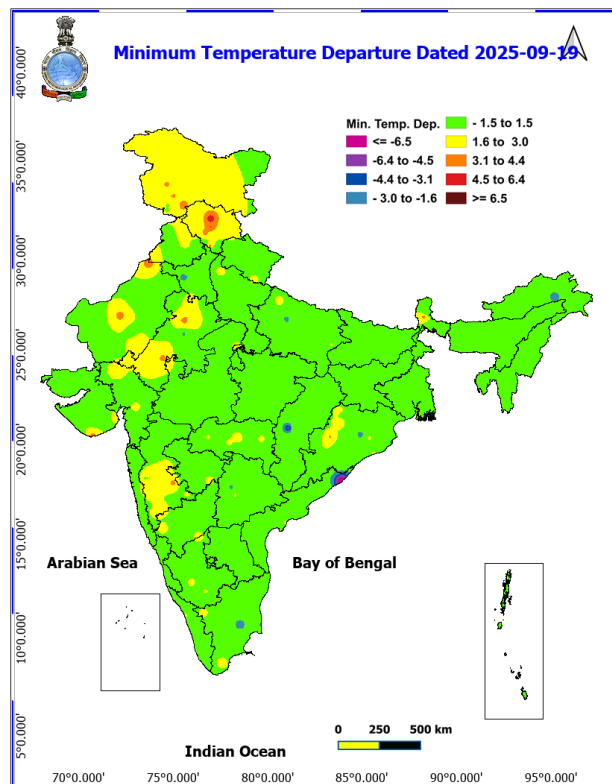 Minimum Temperature Departure Dated 2025-09-19
Min. Temp. Dep.
<= -6.5
-6.4 to -4.5
-4.4 to -3.1
- 3.0 to -1.6
- 1.5 to 1.5
1.6 to 3.0
3.1 to 4.4
4.5 to 6.4
>= 6.5
40°0.000'
35°0.000'
30°0.000'
25°0.000'
20°0.000'
15°0.000'
10°0.000'
5°0.000'
Arabian Sea
Bay of Bengal
Indian Ocean
0 250 500 km
70°0.000' 75°0.000' 80°0.000' 85°0.000' 90°0.000' 95°0.000'